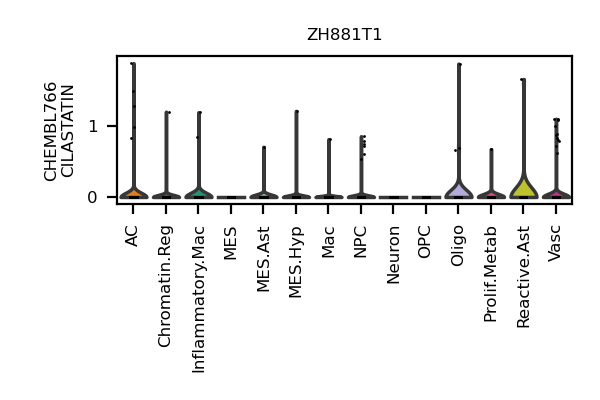 ZH881T1
CHEMBL766
CILASTATIN
1
0
AC
Chromatin.Reg
Inflammatory.Mac
MES
MES.Ast
MES.Hyp
Mac
NPC
Neuron
OPC
Oligo
Prolif.Metab
Reactive.Ast
Vasc